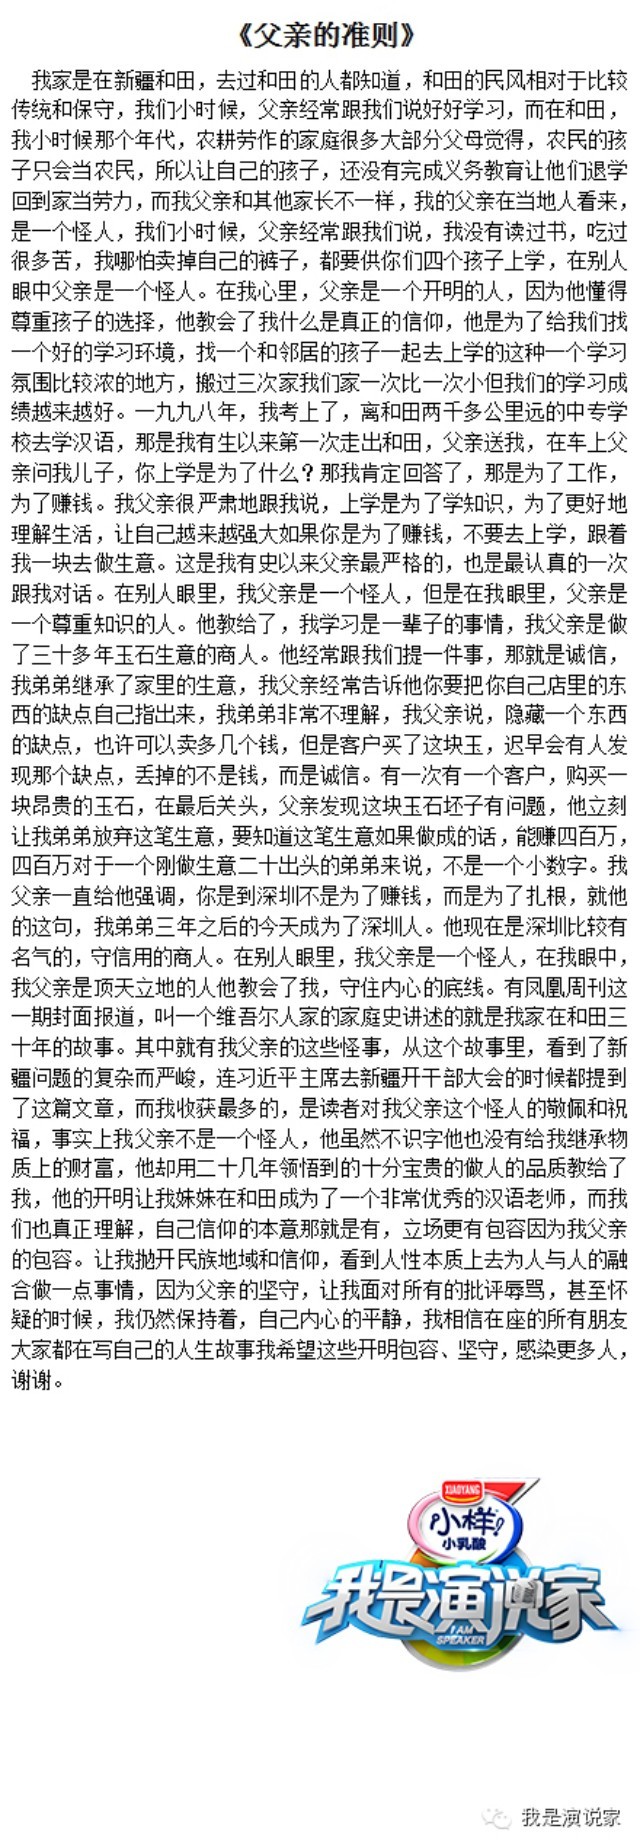 《父亲的准则》
我家是在新疆和田，去过和田的人都知道，和田的民风相对于比较
传统和保守，我们小时候，父亲经常跟我们说好好学习，而在和田，
我小时候那个年代，农耕劳作的家庭很多大部分父母觉得，农民的孩
子只会当农民，所以让自己的孩子，还没有完成义务教育让他们退学
回到家当劳力，而我父亲和其他家长不一样，我的父亲在当地人看来，
是一个怪人，我们小时候，父亲经常跟我们说，我没有读过书，吃过
很多苦，我哪怕卖掉自己的裤子，都要供你们四个孩子上学，在别人
眼中父亲是一个怪人。在我心里，父亲是一个开明的人，因为他懂得
尊重孩子的选择，他教会了我什么是真正的信仰，他是为了给我们找
一个好的学习环境，找一个和邻居的孩子一起去上学的这种一个学习
氛围比较浓的地方，搬过三次家我们家一次比一次小但我们的学习成
绩越来越好。一九九八年，我考上了，离和田两千多公里远的中专学
校去学汉语，那是我有生以来第一次走出和田，父亲送我，在车上父
亲问我儿子，你上学是为了什么？那我肯定回答了，那是为了工作，
为了赚钱。我父亲很严肃地跟我说，上学是为了学知识，为了更好地
理解生活，让自己越来越强大如果你是为了赚钱，不要去上学，跟着
我一块去做生意。这是我有史以来父亲最严格的，也是最认真的一次
跟我对话。在别人眼里，我父亲是一个怪人，但是在我眼里，父亲是
一个尊重知识的人。他教给了，我学习是一辈子的事情，我父亲是做
了三十多年玉石生意的商人。他经常跟我们提一件事，那就是诚信，
我弟弟继承了家里的生意，我父亲经常告诉他你要把你自己店里的东
西的缺点自己指出来，我弟弟非常不理解，我父亲说，隐藏一个东西
的缺点，也许可以卖多几个钱，但是客户买了这块玉，迟早会有人发
现那个缺点，丢掉的不是钱，而是诚信。有一次有一个客户，购买一
块昂贵的玉石，在最后关头，父亲发现这块玉石坯子有问题，他立刻
让我弟弟放弃这笔生意，要知道这笔生意如果做成的话，能赚四百万，
四百万对于一个刚做生意二十出头的弟弟来说，不是一个小数字。我
父亲一直给他强调，你是到深圳不是为了赚钱，而是为了扎根，就他
的这句，我弟弟三年之后的今天成为了深圳人。他现在是深圳比较有
名气的，守信用的商人。在别人眼里，我父亲是一个怪人，在我眼中，
我父亲是顶天立地的人他教会了我，守住内心的底线。有凤凰周刊这
一期封面报道，叫一个维吾尔人家的家庭史讲述的就是我家在和田三
十年的故事。其中就有我父亲的这些怪事，从这个故事里，看到了新
疆问题的复杂而严峻，连习近平主席去新疆开干部大会的时候都提到
了这篇文章，而我收获最多的，是读者对我父亲这个怪人的敬佩和祝
福，事实上我父亲不是一个怪人，他虽然不识字他也没有给我继承物
质上的财富，他却用二十几年领悟到的十分宝贵的做人的品质教给了
我，他的开明让我妹妹在和田成为了一个非常优秀的汉语老师，而我
们也真正理解，自己信仰的本意那就是有，立场更有包容因为我父亲
的包容。让我抛开民族地域和信仰，看到人性本质上去为人与人的融
合做一点事情，因为父亲的坚守，让我面对所有的批评辱骂，甚至怀
疑的时候，我仍然保持着，自己内心的平静，我相信在座的所有朋友
大家都在写自己的人生故事我希望这些开明包容、坚守，感染更多人，
谢谢。
XIAOYANG
小样!
小乳酸
我是演说家
I AM
SPEAKER
我是演说家